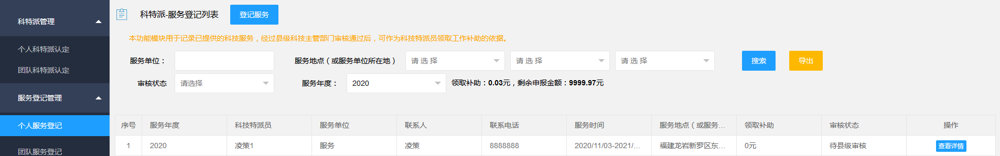 科特派管理
个人科特派认定
团队科特派认定
服务登记管理
个人服务登记
团队服务登记
科特派-服务登记列表 登记服务
本功能模块用于记录已提供的科技服务，经过县级科技主管部门审核通过后，可作为科技特派员领取工作补助的依据。
服务单位： 服务地点（或服务单位所在地） 请 选 择 请 选 择 请 选 择 搜索 导出
审核状态 请选择 服务年度： 2020 领取补助：0.03元，剩余申报金额：9999.97元
序号 服务年度 科技特派员 服务单位 联系人 联系电话 服务时间 服务地点（或服务... 领取补助 审核状态 操作
1 2020 凌策1 服务 凌策 8888888 2020/11/03-2021/... 福建龙岩新罗区东... 0元 待县级审核 查看详情